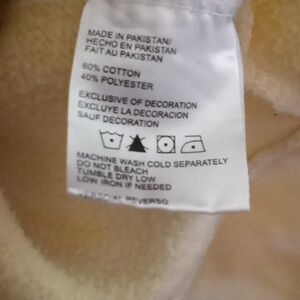 MADE IN PAKISTAN/
HECHO EN PAKISTAN
FAIT AU PAKISTAN
60% COTTON
40% POLYESTER
EXCLUSIVE OF DECORATION
EXCLUYE LA DECORACION
SAUF DECORATION
MACHINE WASH COLD SEPARATELY
DO NOT BLEACH
TUMBLE DRY LOW
LOW IRON IF NEEDED
REVERSO